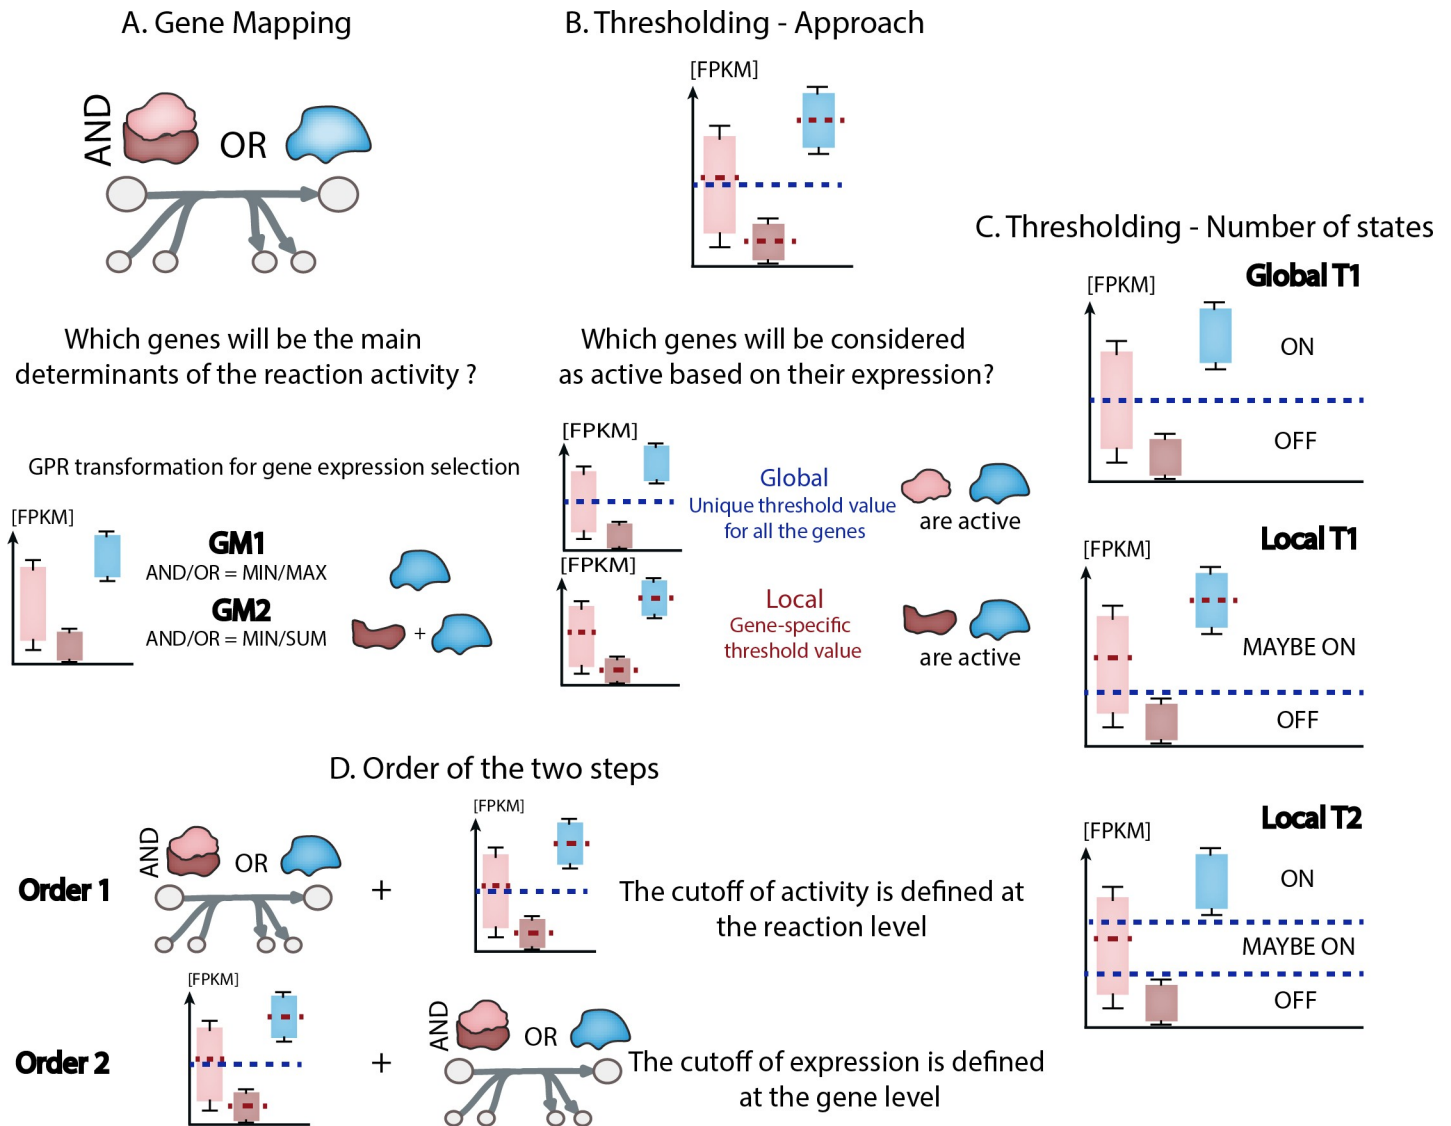 A. Gene Mapping
AND
OR
Which genes will be the main
determinants of the reaction activity ?
GPR transformation for gene expression selection
[FPKM]
GM1
AND/OR = MIN/MAX
GM2
AND/OR = MIN/SUM
+
B. Thresholding - Approach
[FPKM]
Which genes will be considered
as active based on their expression?
[FPKM]
Global
Unique threshold value
for all the genes
are active
[FPKM]
Local
Gene-specific
threshold value
are active
C. Thresholding - Number of states
Global T1
[FPKM]
ON
OFF
Local T1
[FPKM]
MAYBE ON
OFF
Local T2
[FPKM]
ON
MAYBE ON
OFF
D. Order of the two steps
Order 1
AND
OR
+
[FPKM]
The cutoff of activity is defined at
the reaction level
Order 2
[FPKM]
+
AND
OR
The cutoff of expression is defined
at the gene level